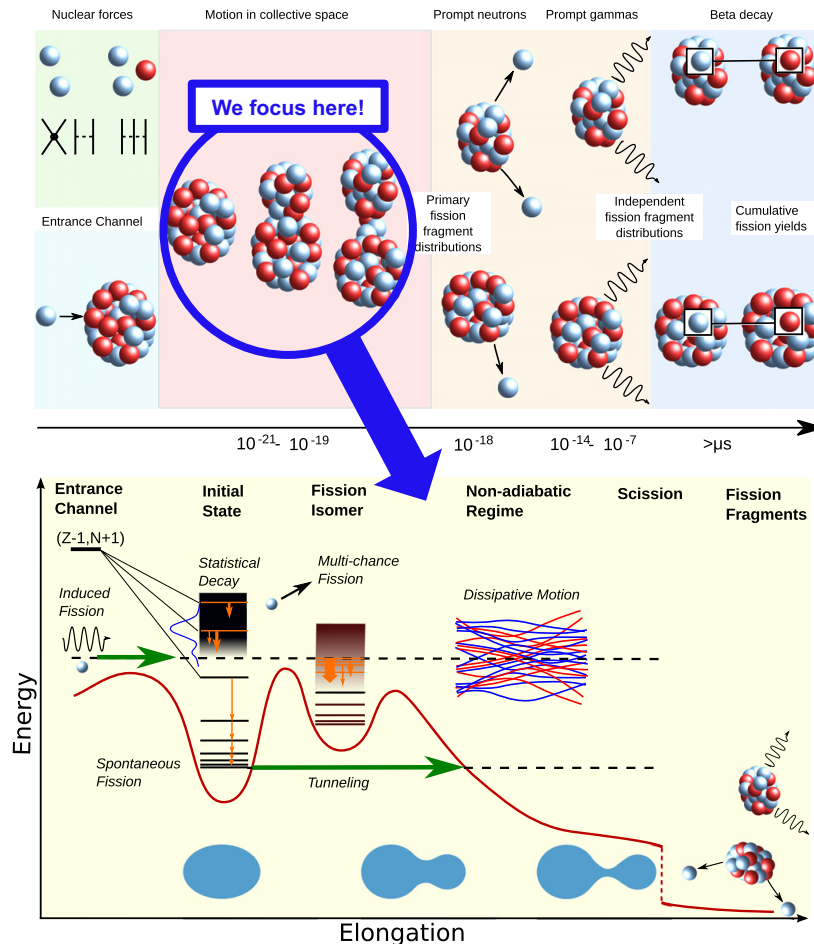 Nuclear forces
Motion in collective space
Prompt neutrons
Prompt gammas
Beta decay
We focus here!
Entrance Channel
Primary
fission
fragment
distributions
Independent
fission fragment
distributions
Cumulative
fission yields
10⁻²¹- 10⁻¹⁹
10⁻¹⁸
10⁻¹⁴- 10⁻⁷
>μs
Entrance
Channel
Initial
State
Fission
Isomer
Non-adiabatic
Regime
Scission
Fission
Fragments
(Z-1,N+1)
Statistical
Decay
Multi-chance
Fission
Induced
Fission
Dissipative Motion
Spontaneous
Fission
Tunneling
Energy
Elongation